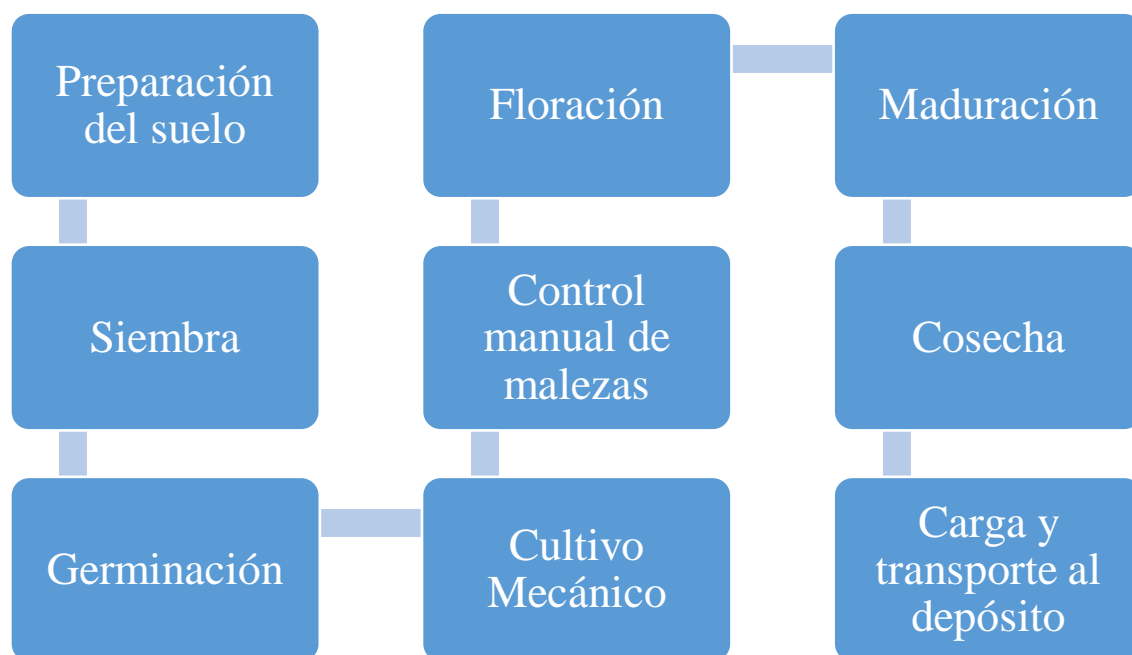 Preparación
del suelo
Siembra
Germinación
Cultivo
Mecánico
Control
manual de
malezas
Floración
Maduración
Cosecha
Carga y
transporte al
depósito